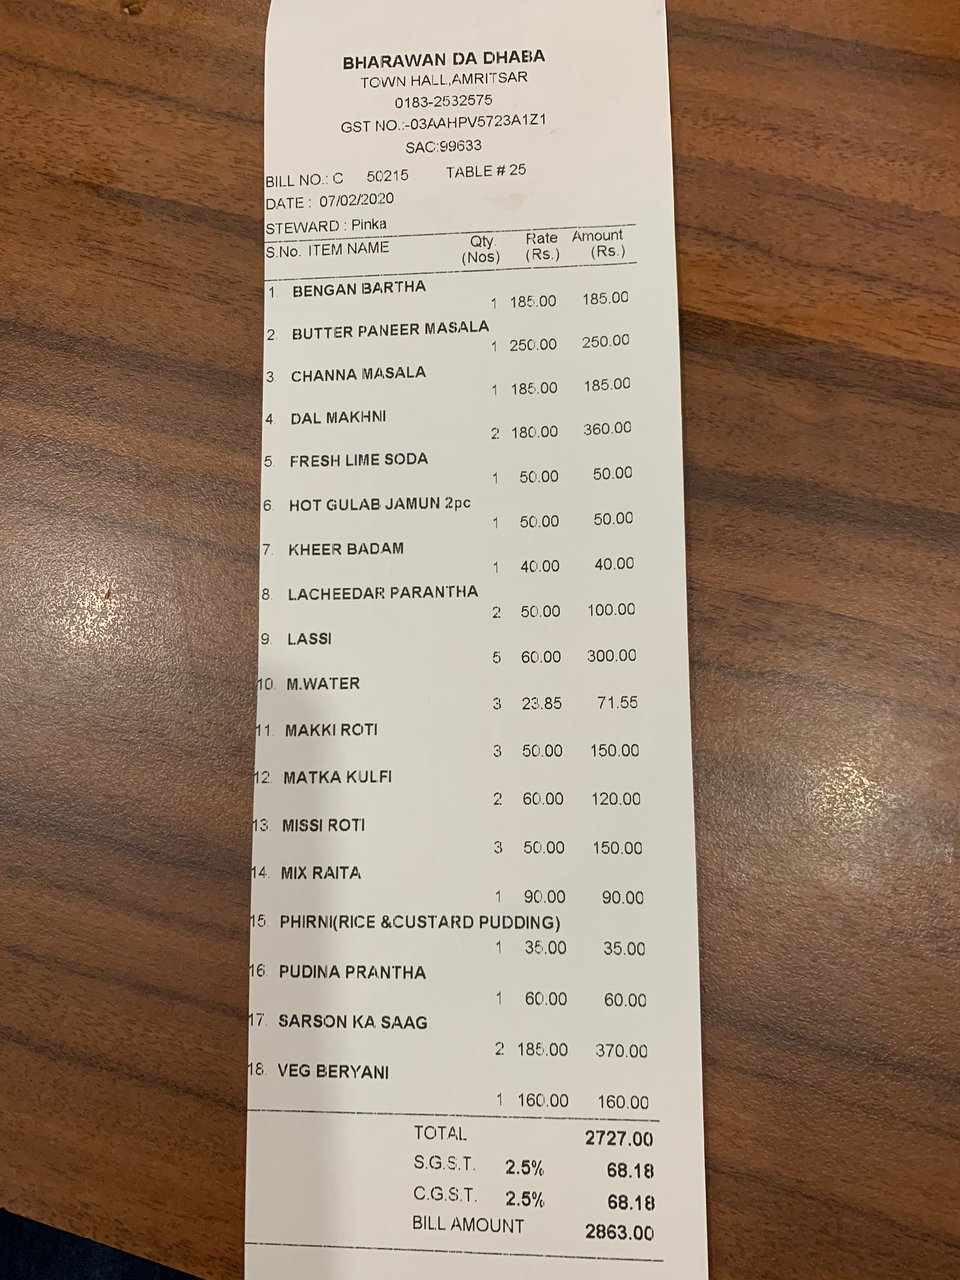 BHARAWAN DA DHABA
TOWN HALL,AMRITSAR
0183-2532575
GST NO.:-03AAHPV5723A1Z1
SAC:99633
BILL NO.: C 50215 TABLE # 25
DATE : 07/02/2020
STEWARD : Pinka
S.No. ITEM NAME Qty. Rate Amount
(Nos) (Rs.) (Rs.)
1. BENGAN BARTHA
1 185.00 185.00
2. BUTTER PANEER MASALA
1 250.00 250.00
3. CHANNA MASALA
1 185.00 185.00
4. DAL MAKHNI
2 180.00 360.00
5. FRESH LIME SODA
1 50.00 50.00
6. HOT GULAB JAMUN 2pc
1 50.00 50.00
7. KHEER BADAM
1 40.00 40.00
8. LACHEEDAR PARANTHA
2 50.00 100.00
9. LASSI
5 60.00 300.00
10. M.WATER
3 23.85 71.55
11. MAKKI ROTI
3 50.00 150.00
12. MATKA KULFI
2 60.00 120.00
13. MISSI ROTI
3 50.00 150.00
14. MIX RAITA
1 90.00 90.00
15. PHIRNI(RICE &CUSTARD PUDDING)
1 35.00 35.00
16. PUDINA PRANTHA
1 60.00 60.00
17. SARSON KA SAAG
2 185.00 370.00
18. VEG BERYANI
1 160.00 160.00
TOTAL 2727.00
S.G.S.T. 2.5% 68.18
C.G.S.T. 2.5% 68.18
BILL AMOUNT 2863.00